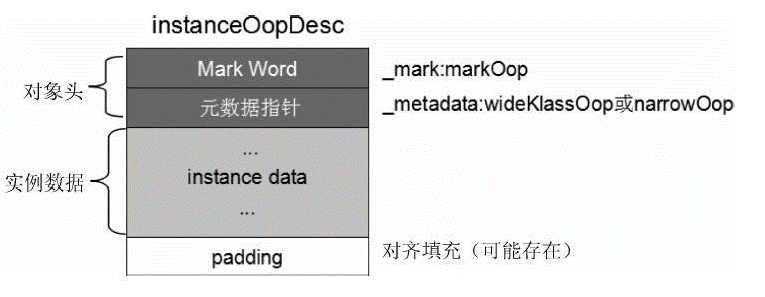 instanceOopDesc
对象头
Mark Word
_mark:markOop
元数据指针
_metadata:wideKlassOop或narrowOop
实例数据
...
instance data
...
padding
对齐填充（可能存在）